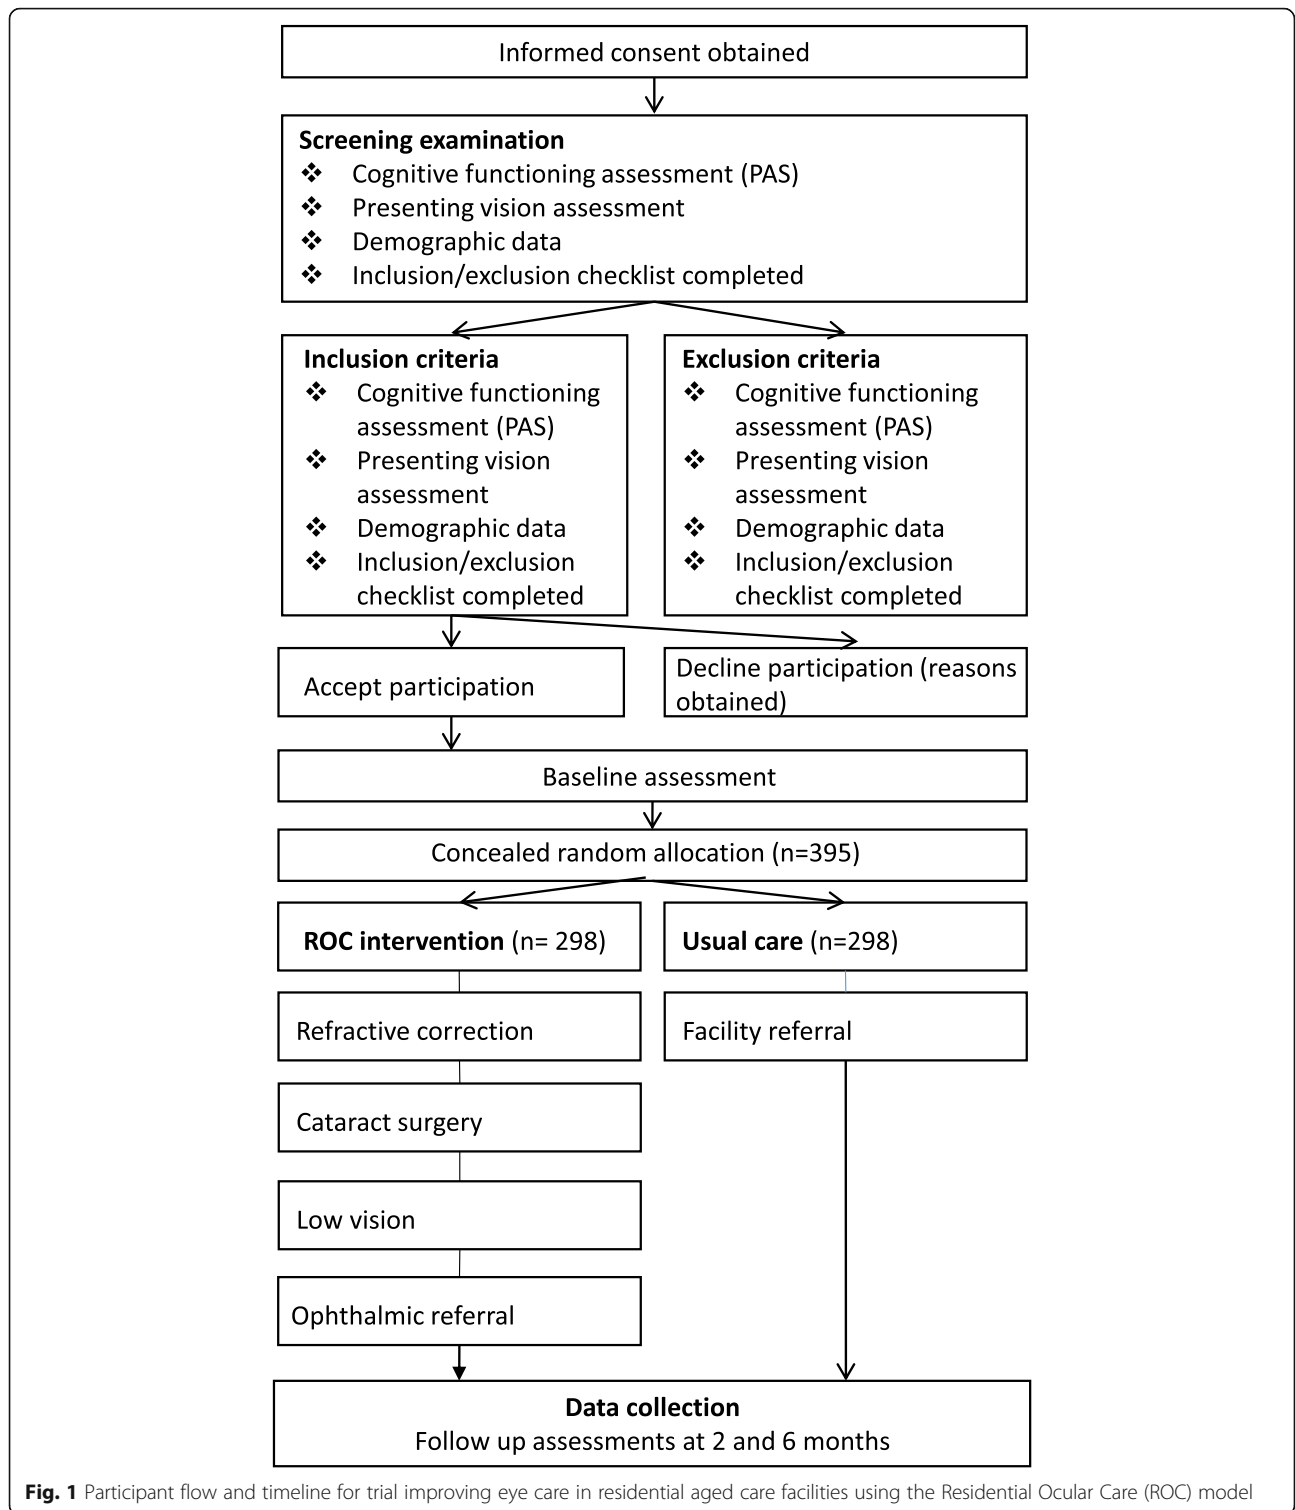 Informed consent obtained
Screening examination
❖ Cognitive functioning assessment (PAS)
❖ Presenting vision assessment
❖ Demographic data
❖ Inclusion/exclusion checklist completed
Inclusion criteria
❖ Cognitive functioning
assessment (PAS)
❖ Presenting vision
assessment
❖ Demographic data
❖ Inclusion/exclusion
checklist completed
Exclusion criteria
❖ Cognitive functioning
assessment (PAS)
❖ Presenting vision
assessment
❖ Demographic data
❖ Inclusion/exclusion
checklist completed
Accept participation
Decline participation (reasons
obtained)
Baseline assessment
Concealed random allocation (n=395)
ROC intervention (n= 298)
Usual care (n=298)
Refractive correction
Facility referral
Cataract surgery
Low vision
Ophthalmic referral
Data collection
Follow up assessments at 2 and 6 months
Fig. 1 Participant flow and timeline for trial improving eye care in residential aged care facilities using the Residential Ocular Care (ROC) model